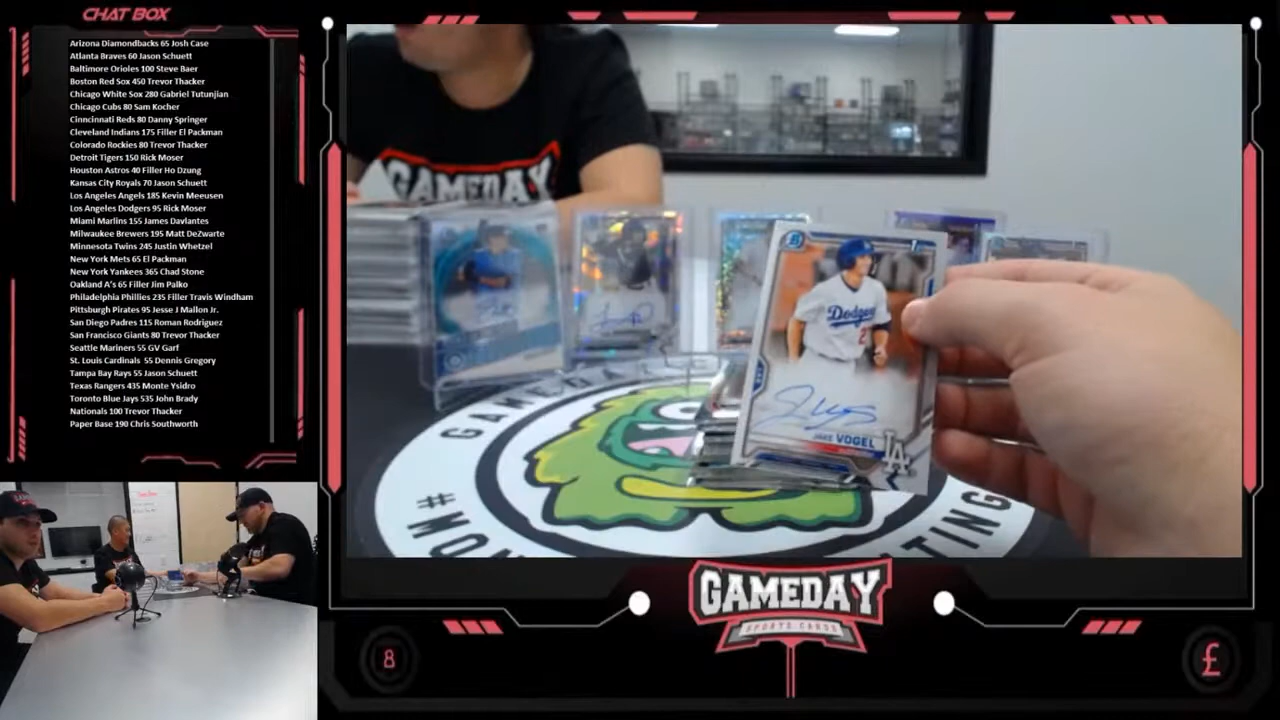 CHAT BOX
Arizona Diamondbacks 65 Josh Case
Atlanta Braves 60 Jason Schuett
Baltimore Orioles 100 Steve Baer
Boston Red Sox 450 Trevor Thacker
Chicago White Sox 280 Gabriel Tutunjian
Chicago Cubs 80 Sam Kocher
Cinncinnati Reds 80 Danny Springer
Cleveland Indians 175 Filler El Packman
Colorado Rockies 80 Trevor Thacker
Detroit Tigers 150 Rick Moser
Houston Astros 40 Filler Ho Dzung
Kansas City Royals 70 Jason Schuett
Los Angeles Angels 185 Kevin Meeusen
Los Angeles Dodgers 95 Rick Moser
Miami Marlins 155 James Davlantes
Milwaukee Brewers 195 Matt DeZwarte
Minnesota Twins 245 Justin Whetzel
New York Mets 65 El Packman
New York Yankees 365 Chad Stone
Oakland A's 65 Filler Jim Palko
Philadelphia Phillies 235 Filler Travis Windham
Pittsburgh Pirates 95 Jesse J Mallon Jr.
San Diego Padres 115 Roman Rodriguez
San Francisco Giants 80 Trevor Thacker
Seattle Mariners 55 GV Garf
St. Louis Cardinals 55 Dennis Gregory
Tampa Bay Rays 55 Jason Schuett
Texas Rangers 435 Monte Ysidro
Toronto Blue Jays 535 John Brady
Nationals 100 Trevor Thacker
Paper Base 190 Chris Southworth
GAMEDAY
Dodgers
JAKE VOGEL
LA
GAMEDAY
SPORTS CARDS
8
£